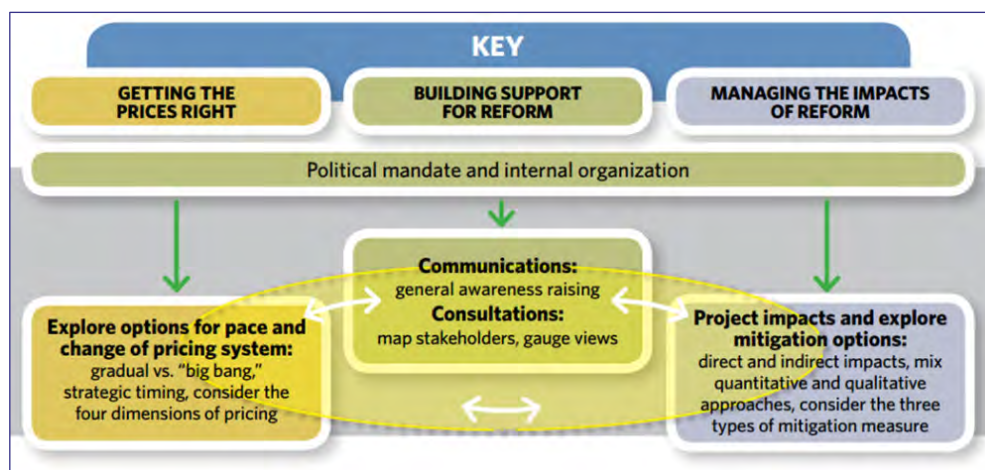 KEY
GETTING THE
PRICES RIGHT
BUILDING SUPPORT
FOR REFORM
MANAGING THE IMPACTS
OF REFORM
Political mandate and internal organization
Communications:
general awareness raising
Consultations:
map stakeholders, gauge views
Explore options for pace and
change of pricing system:
gradual vs. “big bang,”
strategic timing, consider the
four dimensions of pricing
Project impacts and explore
mitigation options:
direct and indirect impacts, mix
quantitative and qualitative
approaches, consider the three
types of mitigation measure